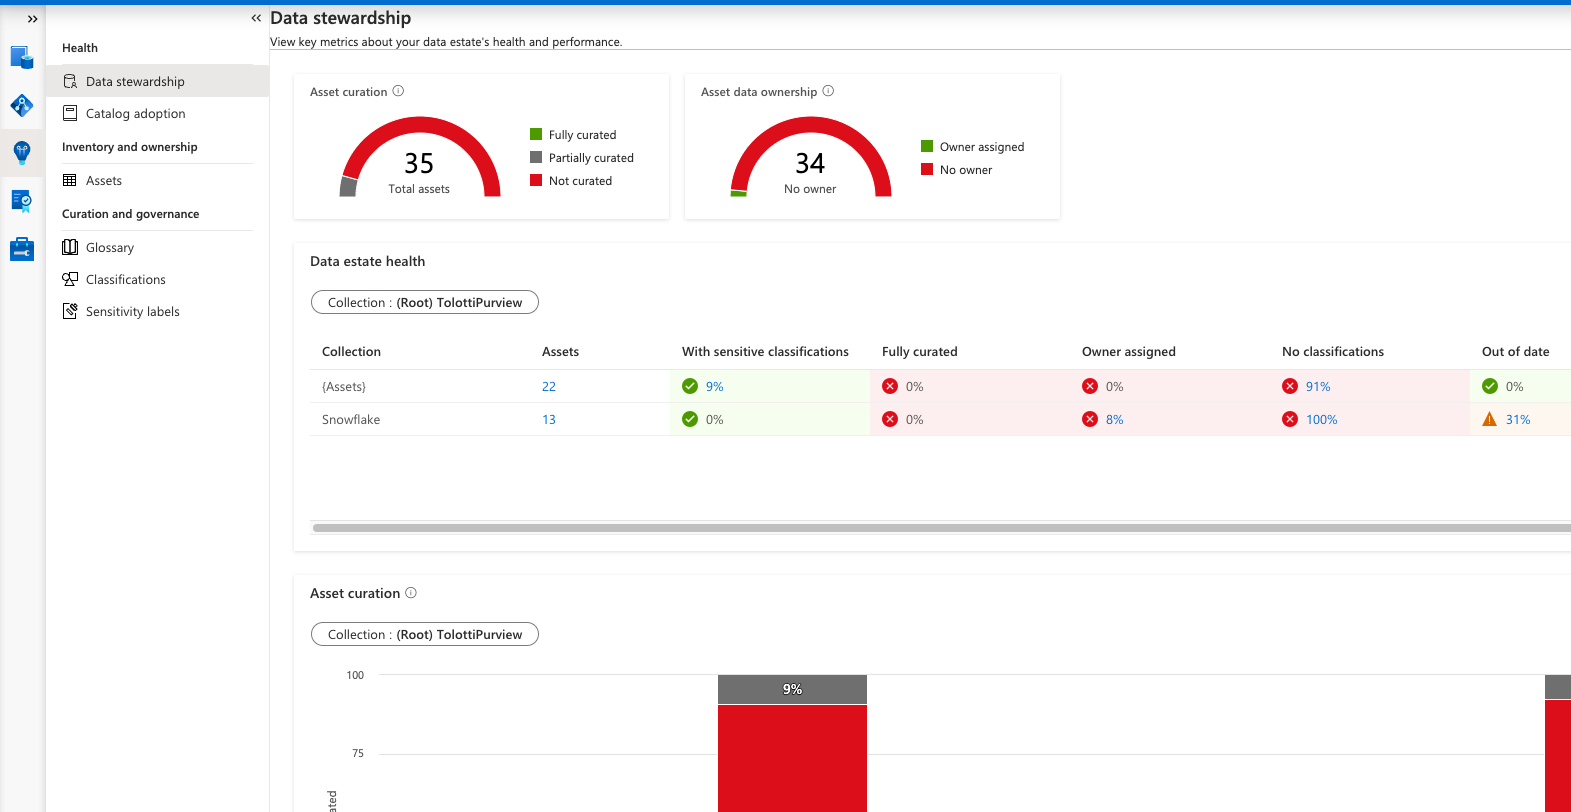 Data stewardship
View key metrics about your data estate's health and performance.
Health
Data stewardship
Catalog adoption
Inventory and ownership
Assets
Curation and governance
Glossary
Classifications
Sensitivity labels
Asset curation
35
Total assets
Fully curated
Partially curated
Not curated
Asset data ownership
34
No owner
Owner assigned
No owner
Data estate health
Collection : (Root) TolottiPurview
Collection Assets With sensitive classifications Fully curated Owner assigned No classifications Out of date
{Assets} 22 9% 0% 0% 91% 0%
Snowflake 13 0% 0% 8% 100% 31%
Asset curation
Collection : (Root) TolottiPurview
100
9%
75